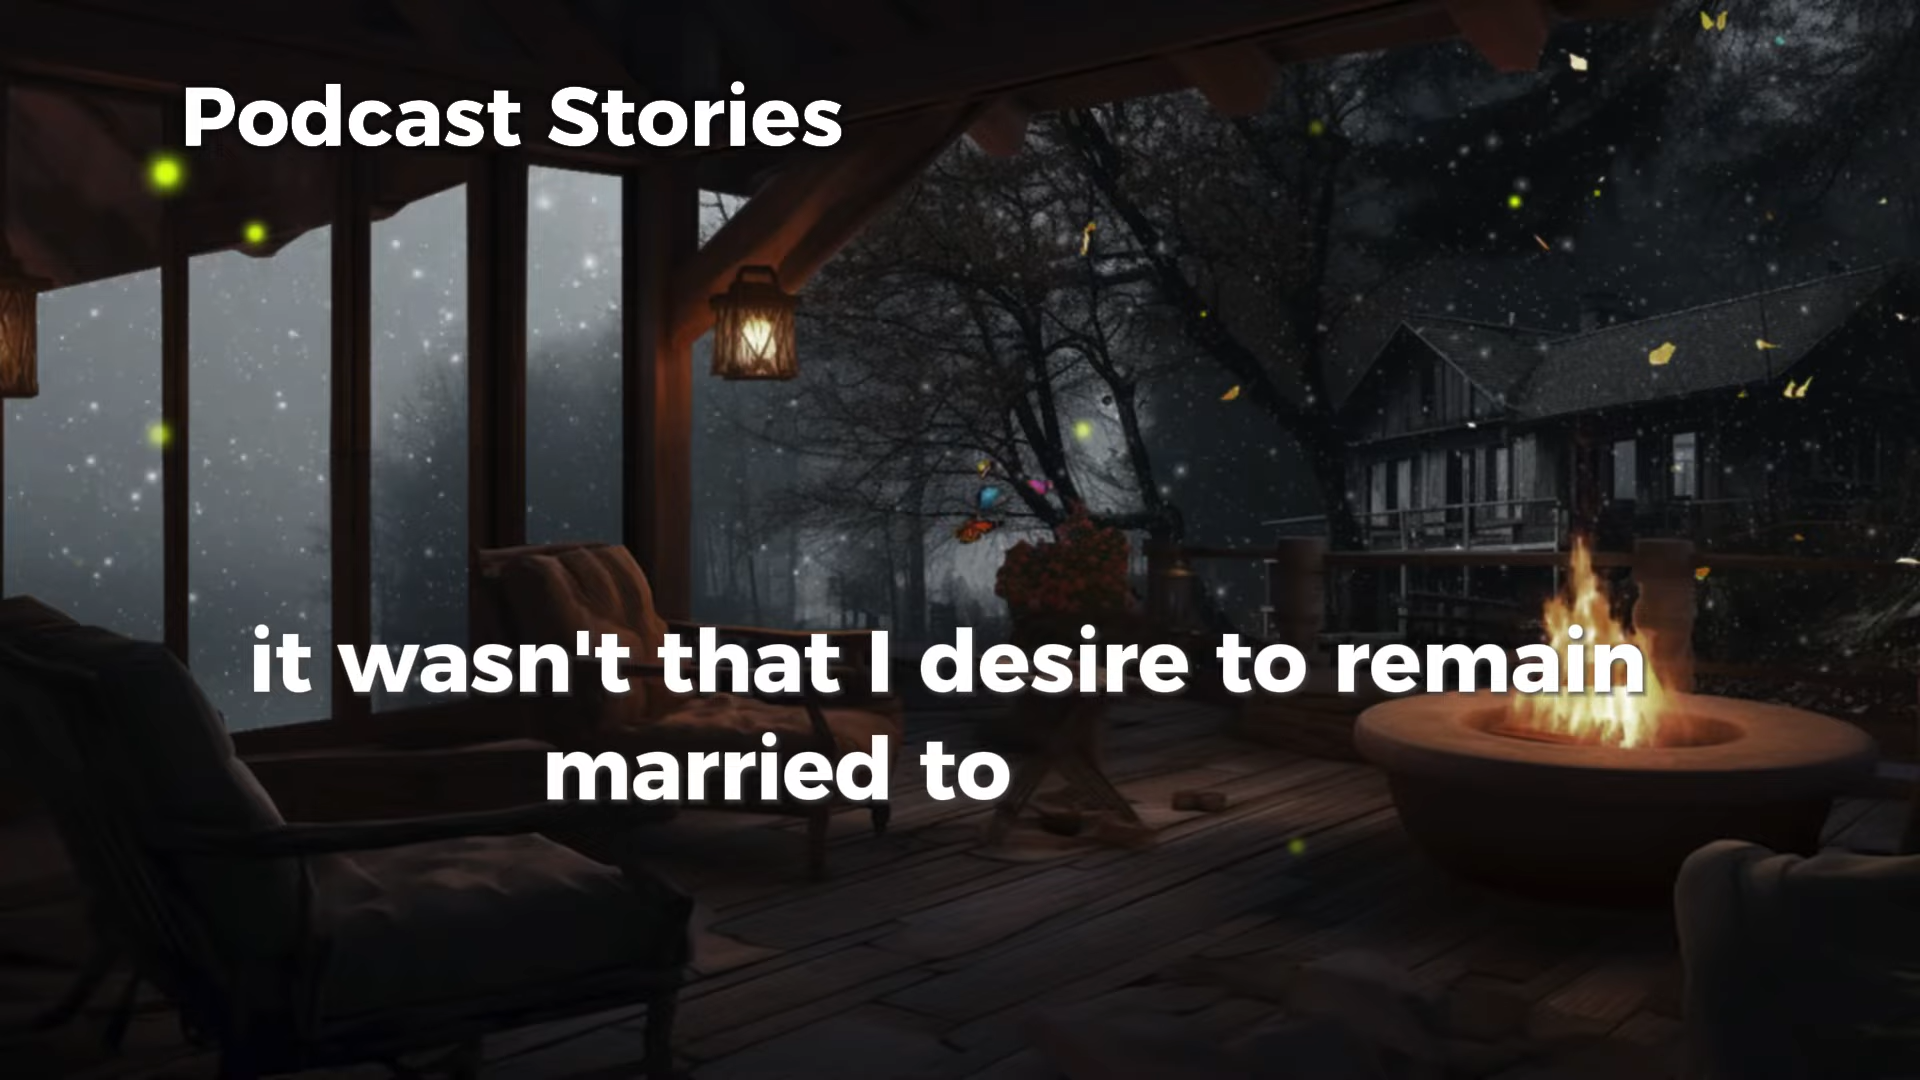 Podcast Stories
it wasn't that I desire to remain
married to